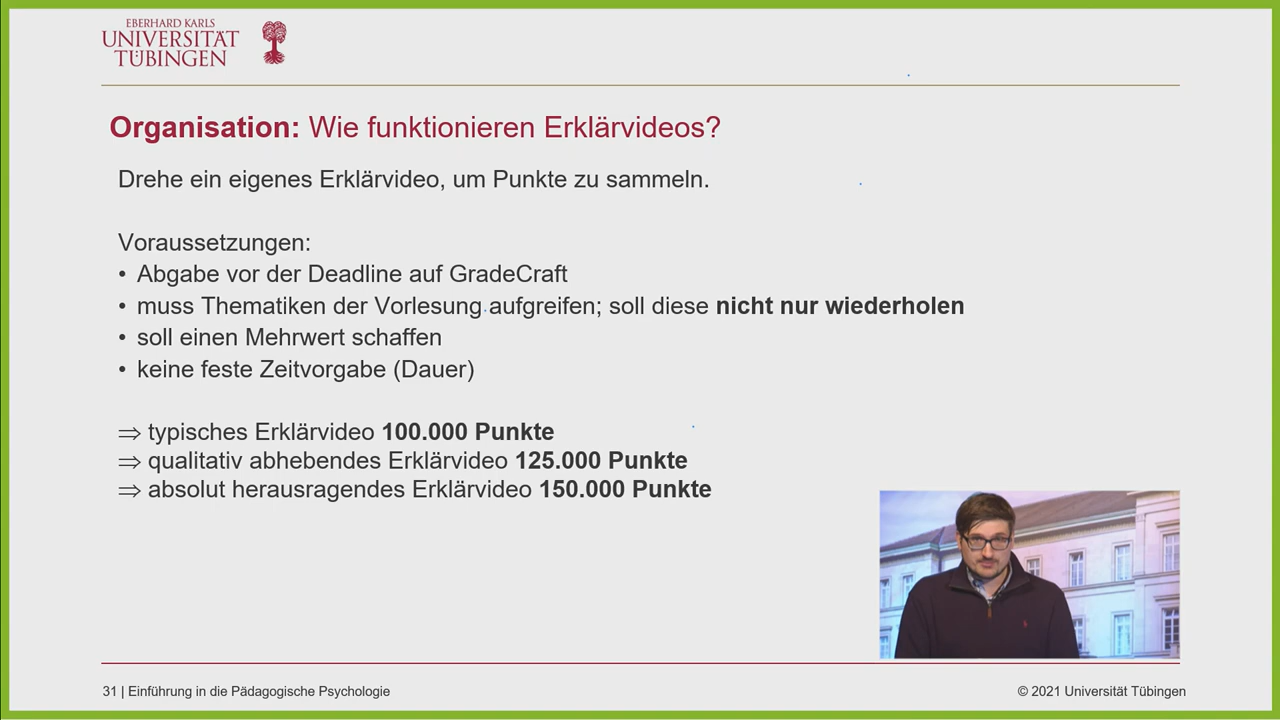 EBERHARD KARLS
UNIVERSITÄT
TÜBINGEN
Organisation: Wie funktionieren Erklärvideos?
Drehe ein eigenes Erklärvideo, um Punkte zu sammeln.
Voraussetzungen:
• Abgabe vor der Deadline auf GradeCraft
• muss Thematiken der Vorlesung aufgreifen; soll diese nicht nur wiederholen
• soll einen Mehrwert schaffen
• keine feste Zeitvorgabe (Dauer)
⇒ typisches Erklärvideo 100.000 Punkte
⇒ qualitativ abhebendes Erklärvideo 125.000 Punkte
⇒ absolut herausragendes Erklärvideo 150.000 Punkte
31 | Einführung in die Pädagogische Psychologie
© 2021 Universität Tübingen